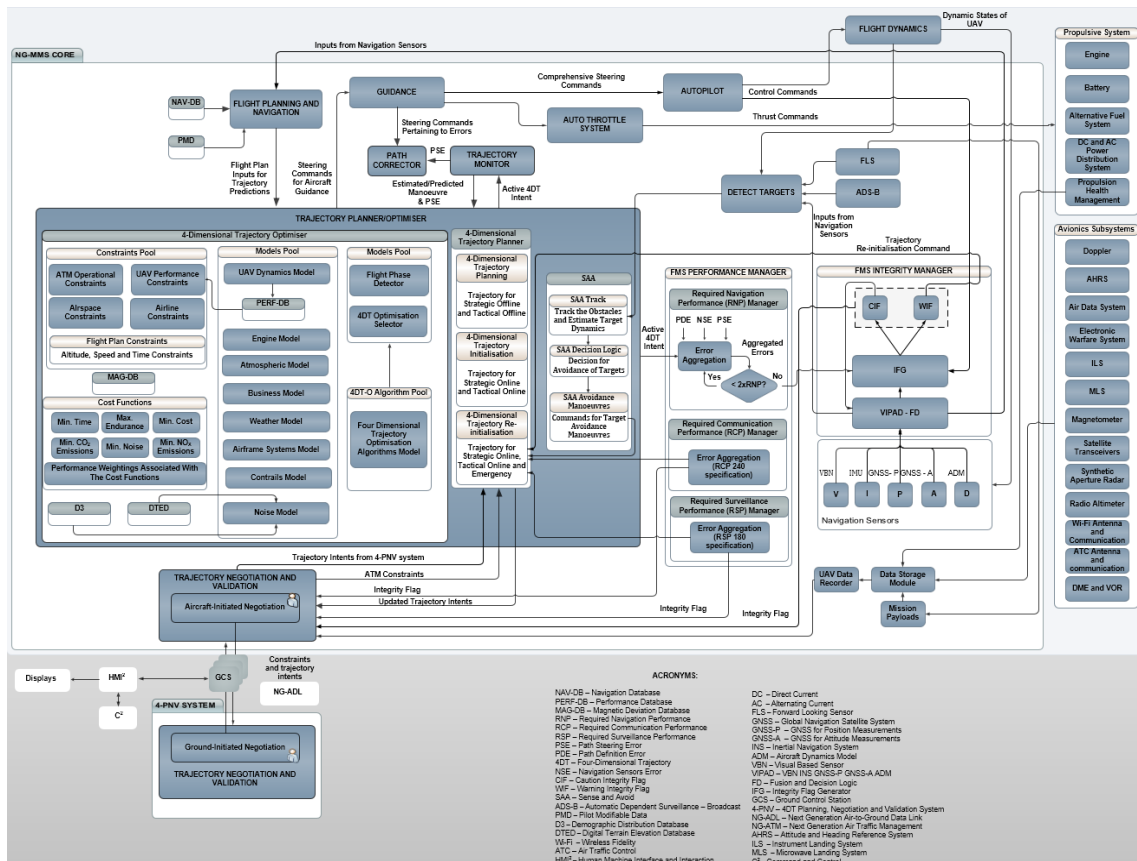 Dynamic States of
UAV
NG-MMS CORE
FLIGHT DYNAMICS
Propulsive System
Engine
Battery
Alternative Fuel
System
DC and AC
Power
Distribution
System
Propulsion
Health
Management
Inputs from Navigation Sensors
NAV-DB
PMD
FLIGHT PLANNING AND
NAVIGATION
GUIDANCE
Comprehensive Steering
Commands
AUTOPILOT
Control Commands
AUTO THROTTLE
SYSTEM
Thrust Commands
Steering Commands
Pertaining to Errors
PATH
CORRECTOR
PSE
TRAJECTORY
MONITOR
Flight Plan
Inputs for
Trajectory
Predictions
Steering
Commands
for Aircraft
Guidance
Estimated/Predicted
Manoeuvre
& PSE
Active 4DT
Intent
FLS
ADS-B
DETECT TARGETS
Inputs from
Navigation
Sensors
Trajectory
Re-initialisation Command
Avionics Subsystems
Doppler
AHRS
Air Data System
Electronic
Warfare System
ILS
MLS
Magnetometer
Satellite
Transceivers
Synthetic
Aperture Radar
Radio Altimeter
Wi-Fi Antenna
and
Communication
ATC Antenna
and
communication
DME and VOR
TRAJECTORY PLANNER/OPTIMISER
4-Dimensional Trajectory Optimiser
Constraints Pool
ATM Operational
Constraints
UAV Performance
Constraints
Airspace
Constraints
Airline
Constraints
Flight Plan Constraints
Altitude, Speed and Time Constraints
MAG-DB
Cost Functions
Min. Time
Max.
Endurance
Min. Cost
Min. CO₂
Emissions
Min. Noise
Min. NOx
Emissions
Performance Weightings Associated With
The Cost Functions
D3
DTED
Models Pool
UAV Dynamics Model
PERF-DB
Engine Model
Atmospheric Model
Business Model
Weather Model
Airframe Systems Model
Contrails Model
Noise Model
Models Pool
Flight Phase
Detector
4DT Optimisation
Selector
4DT-O Algorithm Pool
Four Dimensional
Trajectory
Optimisation
Algorithms Model
4-Dimensional
Trajectory Planner
4-Dimensional
Trajectory
Planning
Trajectory for
Strategic Offline
and Tactical Offline
4-Dimensional
Trajectory
Initialisation
Trajectory for
Strategic Online
and Tactical Online
4-Dimensional
Trajectory Re-
initialisation
Trajectory for
Strategic Online,
Tactical Online and
Emergency
SAA
SAA Track
Track the Obstacles
and Estimate Target
Dynamics
SAA Decision Logic
Decision for
Avoidance of Targets
SAA Avoidance
Manoeuvres
Commands for Target
Avoidance
Manoeuvres
Active
4DT
Intent
FMS PERFORMANCE MANAGER
Required Navigation
Performance (RNP) Manager
PDE NSE PSE
Error
Aggregation
Aggregated
Errors
Yes
No
< 2xRNP?
Required Communication
Performance (RCP) Manager
Error Aggregation
(RCP 240
specification)
Required Surveillance
Performance (RSP) Manager
Error Aggregation
(RSP 180
specification)
FMS INTEGRITY MANAGER
CIF
WIF
IFG
VIPAD - FD
VBN IMU GNSS- P GNSS - A ADM
V I P A D
Navigation Sensors
UAV Data
Recorder
Data Storage
Module
Mission
Payloads
Trajectory Intents from 4-PNV system
ATM Constraints
Integrity Flag
Updated Trajectory Intents
Integrity Flag
Integrity Flag
TRAJECTORY NEGOTIATION AND
VALIDATION
Aircraft-Initiated Negotiation
Displays
HMI²
C²
GCS
Constraints
and trajectory
intents
NG-ADL
4-PNV SYSTEM
Ground-Initiated Negotiation
TRAJECTORY NEGOTIATION AND
VALIDATION
ACRONYMS:
NAV-DB – Navigation Database
PERF-DB – Performance Database
MAG-DB – Magnetic Deviation Database
RNP – Required Navigation Performance
RCP – Required Communication Performance
RSP – Required Surveillance Performance
PSE – Path Steering Error
PDE – Path Definition Error
4DT – Four-Dimensional Trajectory
NSE – Navigation Sensors Error
CIF – Caution Integrity Flag
WIF – Warning Integrity Flag
SAA – Sense and Avoid
ADS-B – Automatic Dependent Surveillance – Broadcast
PMD – Pilot Modifiable Data
D3 – Demographic Distribution Database
DTED – Digital Terrain Elevation Database
Wi-Fi – Wireless Fidelity
ATC – Air Traffic Control
HMI² – Human Machine Interface and Interaction
DC – Direct Current
AC – Alternating Current
FLS – Forward Looking Sensor
GNSS – Global Navigation Satellite System
GNSS-P – GNSS for Position Measurements
GNSS-A – GNSS for Attitude Measurements
INS – Inertial Navigation System
ADM – Aircraft Dynamics Model
VBN – Visual Based Sensor
VIPAD – VBN INS GNSS-P GNSS-A ADM
FD – Fusion and Decision Logic
IFG – Integrity Flag Generator
GCS – Ground Control Station
4-PNV – 4DT Planning, Negotiation and Validation System
NG-ADL – Next Generation Air-to-Ground Data Link
NG-ATM – Next Generation Air Traffic Management
AHRS – Attitude and Heading Reference System
ILS – Instrument Landing System
MLS – Microwave Landing System
C² – Command and Control